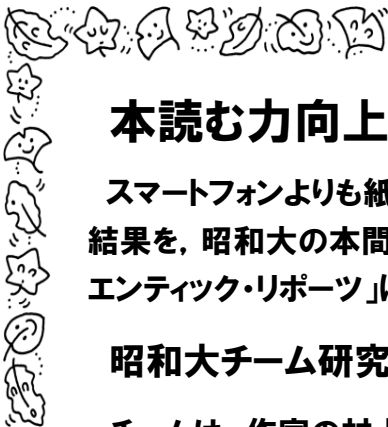 本読む力向上
スマートフォンよりも紙
結果を，昭和大の本間
エンティック・リポーツ」に
昭和大チーム研究
チームは，作家の村上